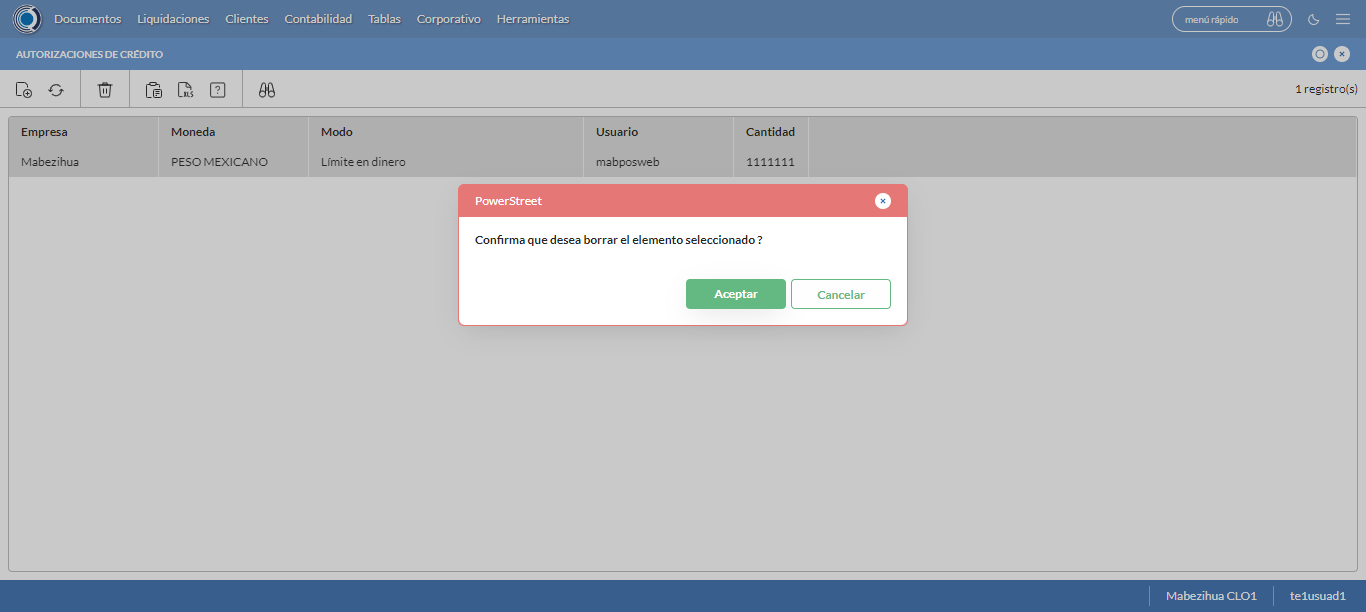 Documentos Liquidaciones Clientes Contabilidad Tablas Corporativo Herramientas menú rápido
AUTORIZACIONES DE CRÉDITO
XLS ? 1 registro(s)
Empresa Moneda Modo Usuario Cantidad
Mabezihua PESO MEXICANO Límite en dinero mabposweb 1111111
PowerStreet
Confirma que desea borrar el elemento seleccionado ?
Aceptar Cancelar
Mabezihua CLO1 te1usuad1